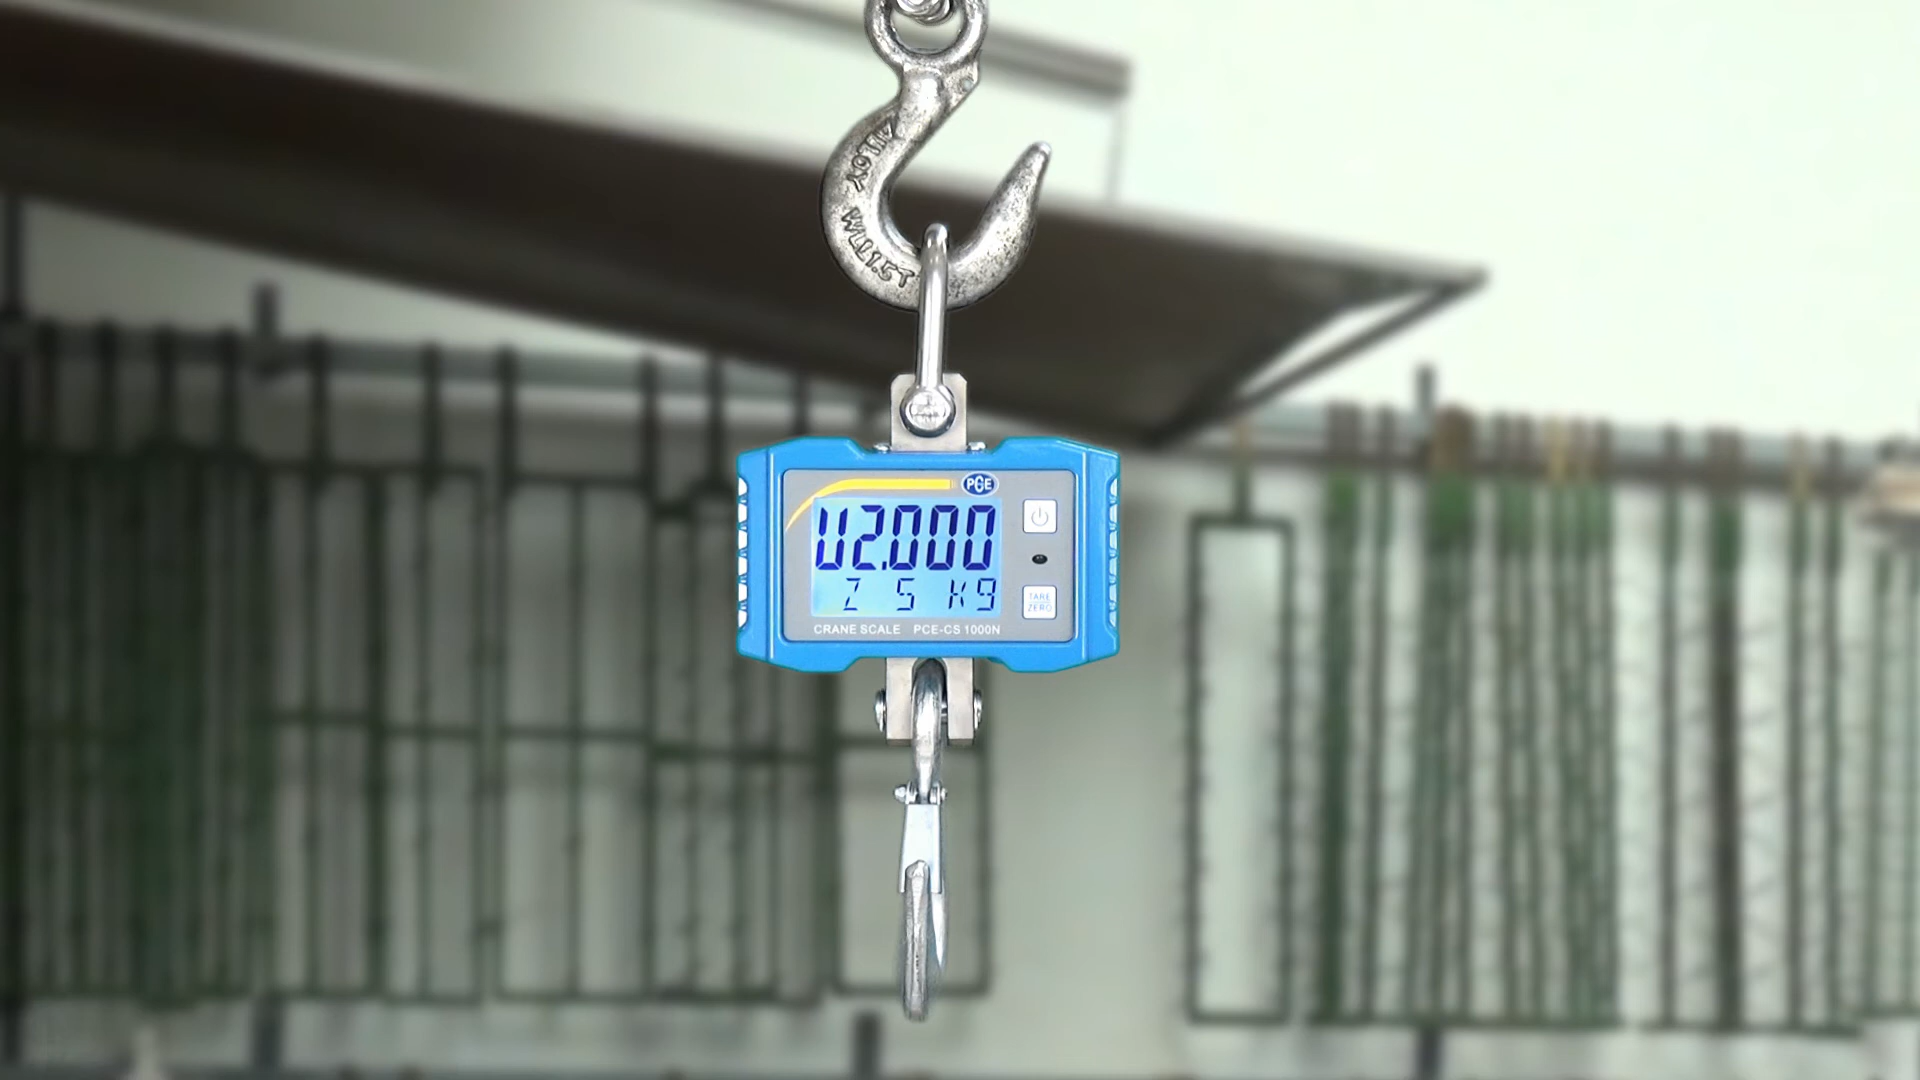 ALLOY
WLL1.5T
PCE
U2.000
Z 5 kg
TARE
ZERO
CRANE SCALE PCE-CS 1000N